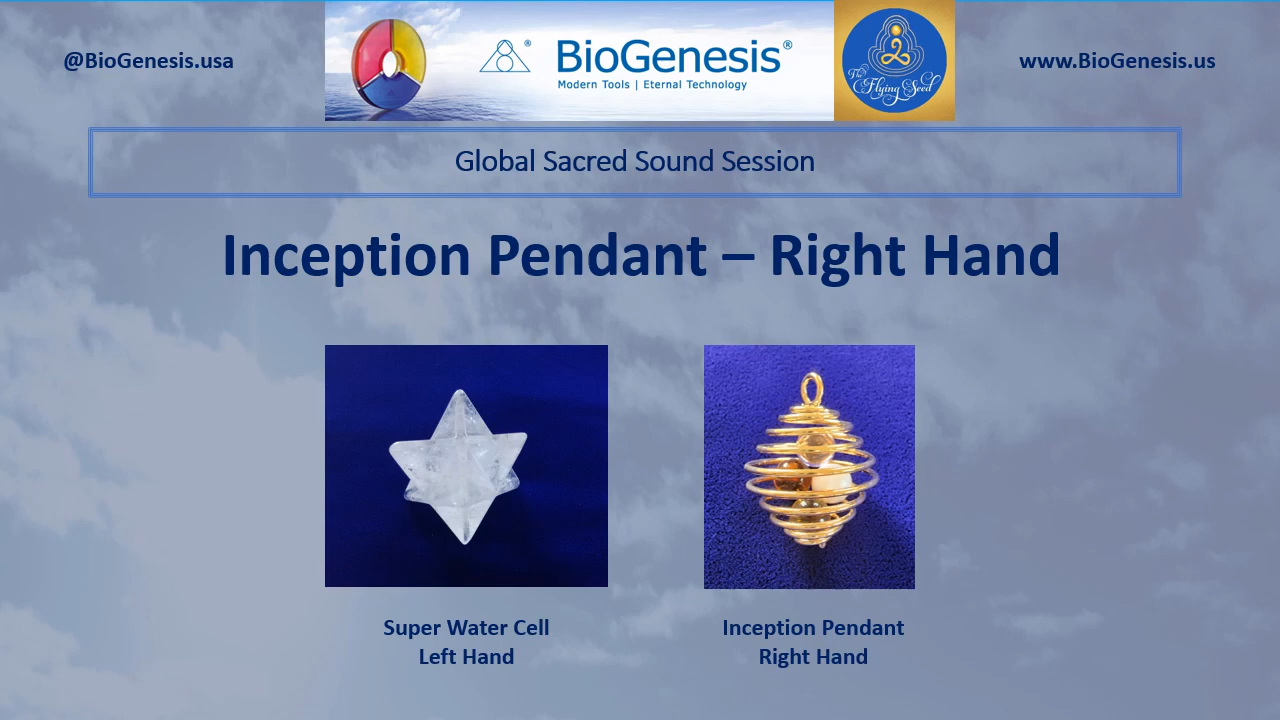 @BioGenesis.usa
BioGenesis®
Modern Tools | Eternal Technology
The Flying Seed
www.BioGenesis.us
Global Sacred Sound Session
Inception Pendant – Right Hand
Super Water Cell
Left Hand
Inception Pendant
Right Hand